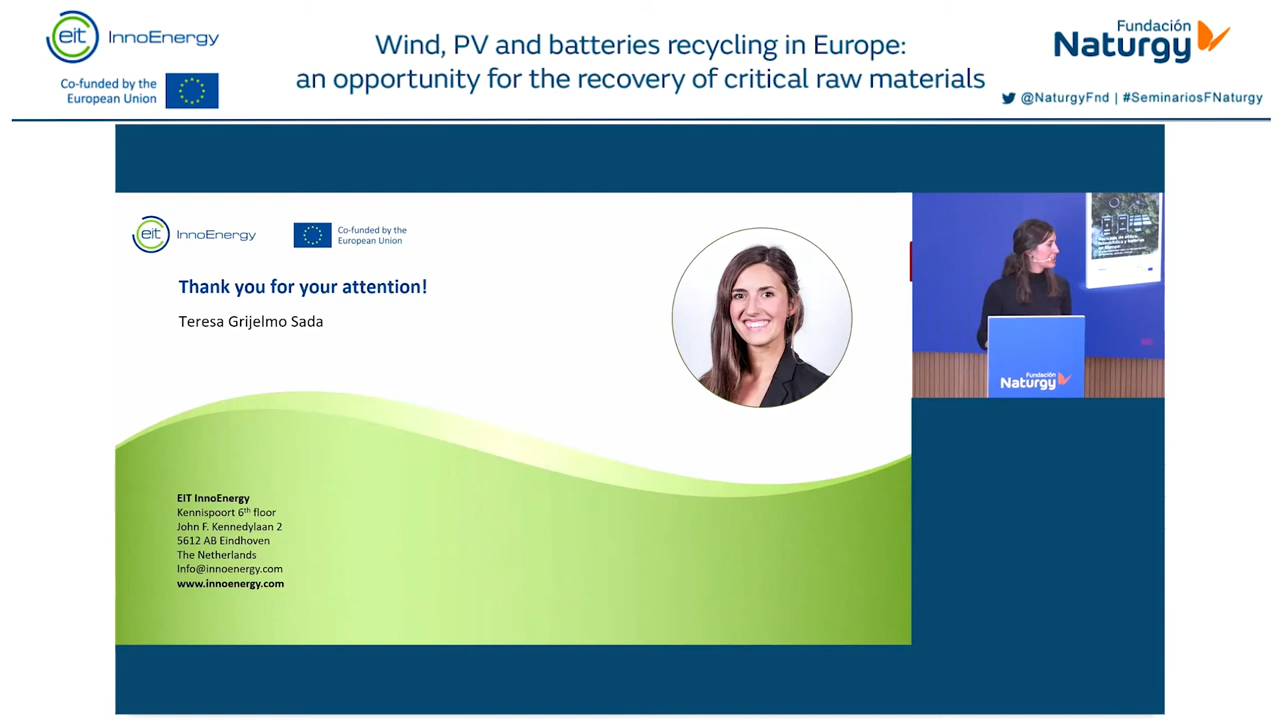 eit InnoEnergy
Co-funded by the
European Union
Wind, PV and batteries recycling in Europe:
an opportunity for the recovery of critical raw materials
Fundación
Naturgy
@NaturgyFnd | #SeminariosFNaturgy
eit InnoEnergy
Co-funded by the
European Union
Thank you for your attention!
Teresa Grijelmo Sada
EIT InnoEnergy
Kennispoort 6th floor
John F. Kennedylaan 2
5612 AB Eindhoven
The Netherlands
Info@innoenergy.com
www.innoenergy.com
Fundación
Naturgy